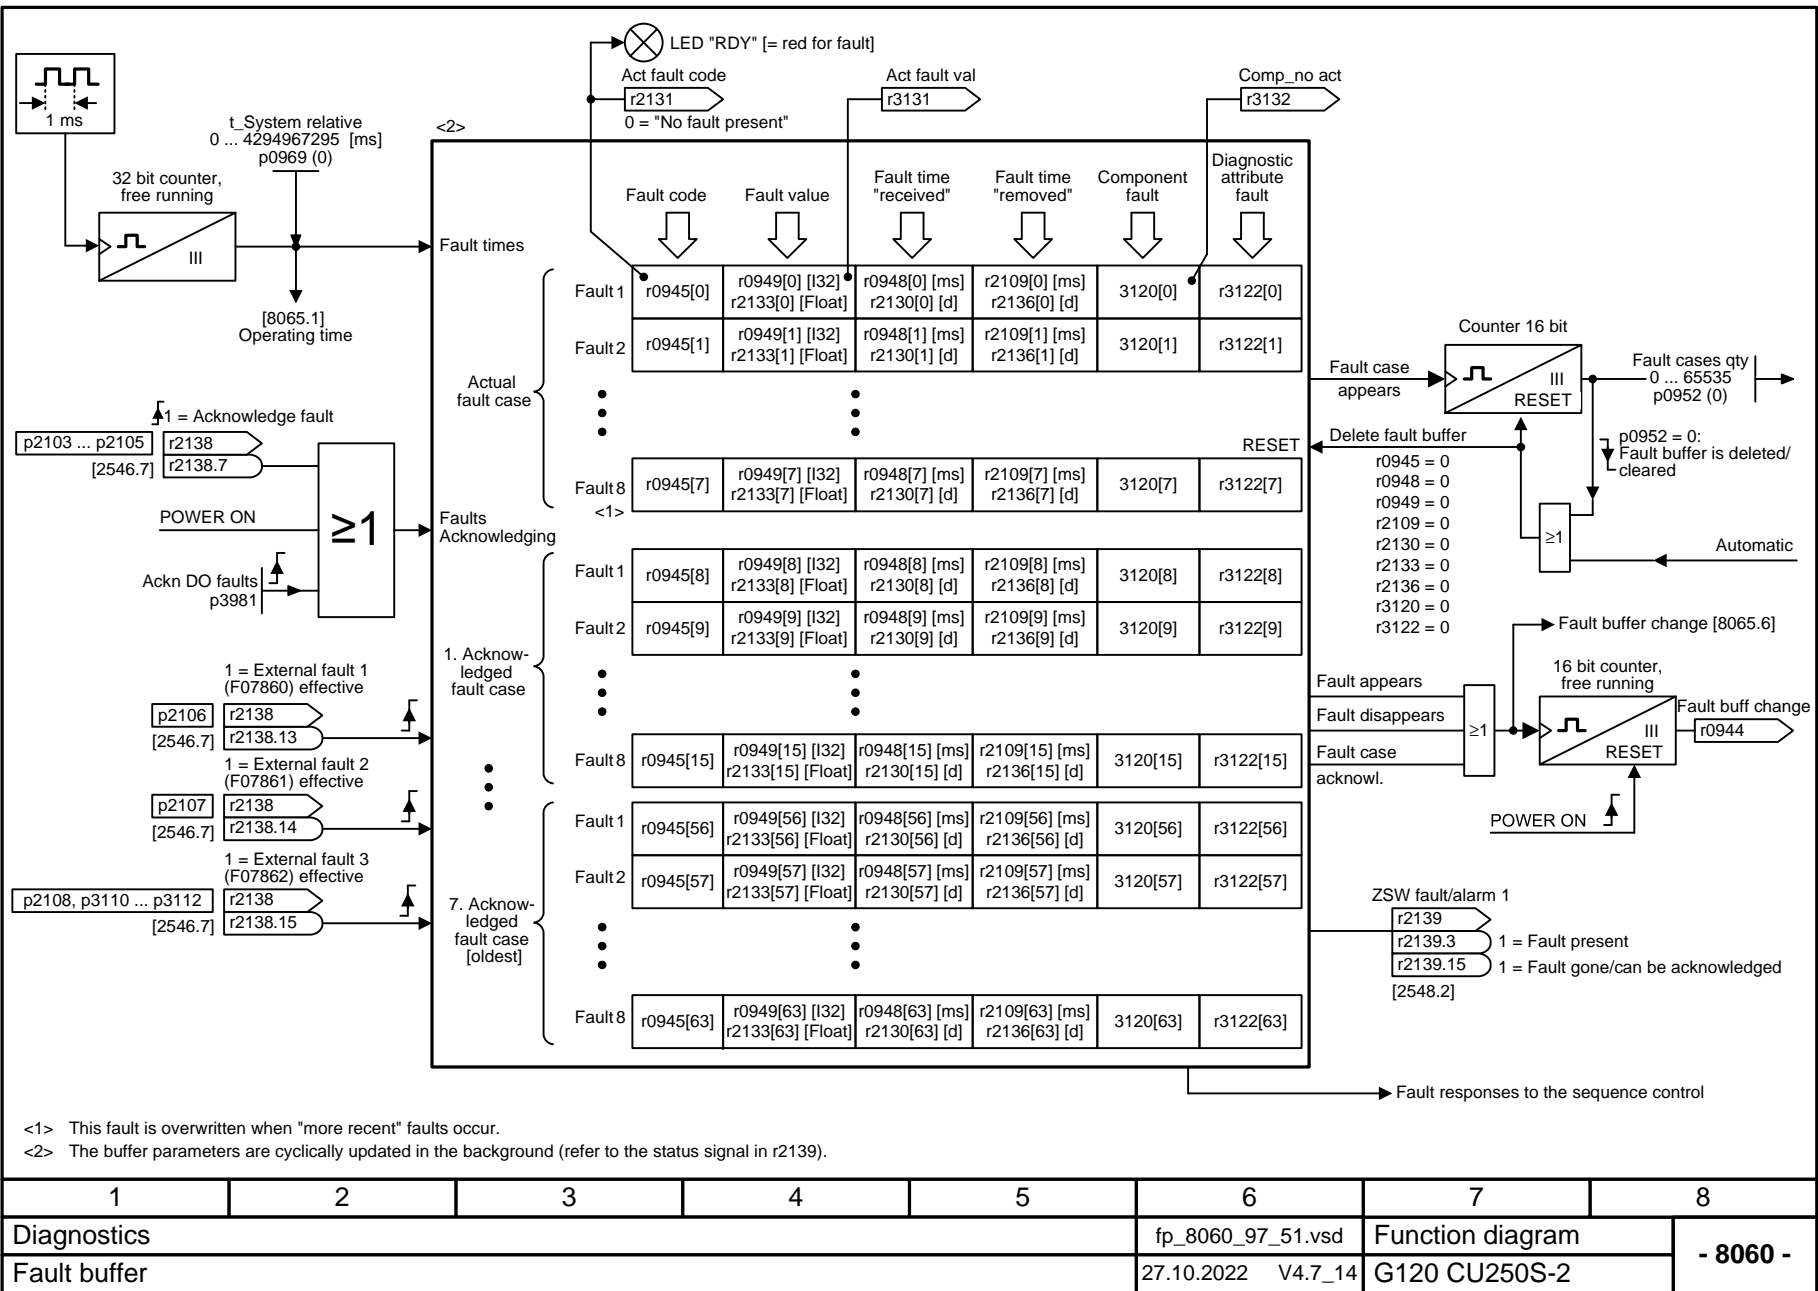 LED "RDY" [= red for fault]
Act fault code
r2131
0 = "No fault present"
Act fault val
r3131
Comp_no act
r3132
1 ms
t_System relative
0 ... 4294967295 [ms]
p0969 (0)
32 bit counter,
free running
III
[8065.1]
Operating time
<2>
Fault times
Fault code
Fault value
Fault time
"received"
Fault time
"removed"
Component
fault
Diagnostic
attribute
fault
Actual
fault case
Fault 1
r0945[0]
r0949[0] [I32]
r2133[0] [Float]
r0948[0] [ms]
r2130[0] [d]
r2109[0] [ms]
r2136[0] [d]
3120[0]
r3122[0]
Fault 2
r0945[1]
r0949[1] [I32]
r2133[1] [Float]
r0948[1] [ms]
r2130[1] [d]
r2109[1] [ms]
r2136[1] [d]
3120[1]
r3122[1]
Fault 8
<1>
r0945[7]
r0949[7] [I32]
r2133[7] [Float]
r0948[7] [ms]
r2130[7] [d]
r2109[7] [ms]
r2136[7] [d]
3120[7]
r3122[7]
1. Acknow-
ledged
fault case
Fault 1
r0945[8]
r0949[8] [I32]
r2133[8] [Float]
r0948[8] [ms]
r2130[8] [d]
r2109[8] [ms]
r2136[8] [d]
3120[8]
r3122[8]
Fault 2
r0945[9]
r0949[9] [I32]
r2133[9] [Float]
r0948[9] [ms]
r2130[9] [d]
r2109[9] [ms]
r2136[9] [d]
3120[9]
r3122[9]
Fault 8
r0945[15]
r0949[15] [I32]
r2133[15] [Float]
r0948[15] [ms]
r2130[15] [d]
r2109[15] [ms]
r2136[15] [d]
3120[15]
r3122[15]
7. Acknow-
ledged
fault case
[oldest]
Fault 1
r0945[56]
r0949[56] [I32]
r2133[56] [Float]
r0948[56] [ms]
r2130[56] [d]
r2109[56] [ms]
r2136[56] [d]
3120[56]
r3122[56]
Fault 2
r0945[57]
r0949[57] [I32]
r2133[57] [Float]
r0948[57] [ms]
r2130[57] [d]
r2109[57] [ms]
r2136[57] [d]
3120[57]
r3122[57]
Fault 8
r0945[63]
r0949[63] [I32]
r2133[63] [Float]
r0948[63] [ms]
r2130[63] [d]
r2109[63] [ms]
r2136[63] [d]
3120[63]
r3122[63]
1 = Acknowledge fault
p2103 ... p2105
r2138
[2546.7]
r2138.7
POWER ON
Ackn DO faults
p3981
≥1
Faults
Acknowledging
1 = External fault 1
(F07860) effective
p2106
r2138
[2546.7]
r2138.13
1 = External fault 2
(F07861) effective
p2107
r2138
[2546.7]
r2138.14
1 = External fault 3
(F07862) effective
p2108, p3110 ... p3112
r2138
[2546.7]
r2138.15
Counter 16 bit
Fault case
appears
III
RESET
Fault cases qty
0 ... 65535
p0952 (0)
RESET
Delete fault buffer
r0945 = 0
r0948 = 0
r0949 = 0
r2109 = 0
r2130 = 0
r2133 = 0
r2136 = 0
r3120 = 0
r3122 = 0
p0952 = 0:
Fault buffer is deleted/
cleared
≥1
Automatic
Fault buffer change [8065.6]
16 bit counter,
free running
Fault appears
Fault disappears
Fault case
acknowl.
≥1
III
RESET
Fault buff change
r0944
POWER ON
ZSW fault/alarm 1
r2139
r2139.3
1 = Fault present
r2139.15
1 = Fault gone/can be acknowledged
[2548.2]
Fault responses to the sequence control
<1> This fault is overwritten when "more recent" faults occur.
<2> The buffer parameters are cyclically updated in the background (refer to the status signal in r2139).
1 2 3 4 5 6 7 8
Diagnostics
fp_8060_97_51.vsd
Function diagram
- 8060 -
Fault buffer
27.10.2022 V4.7_14
G120 CU250S-2